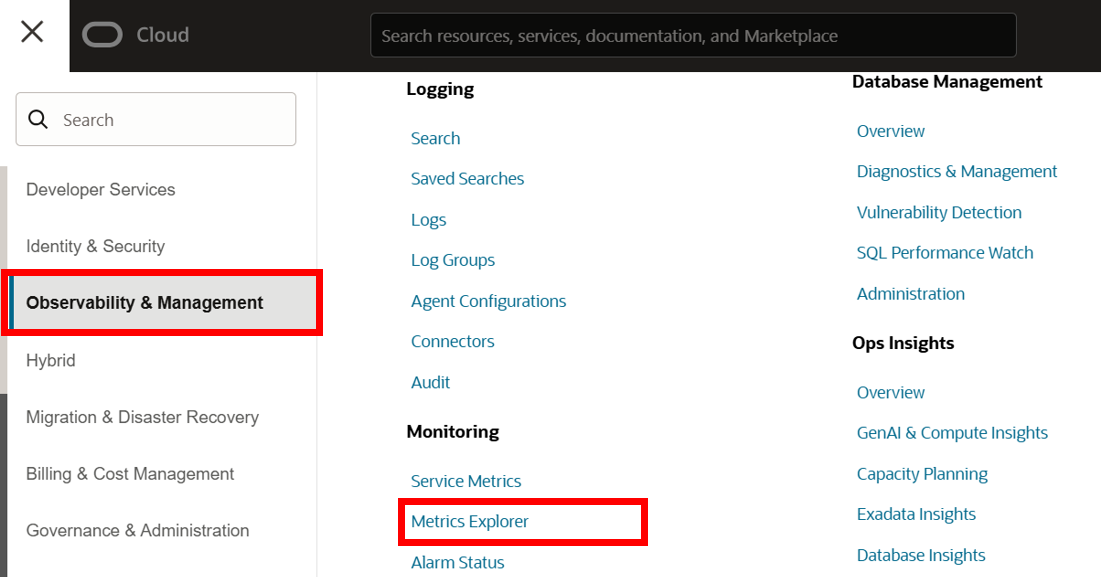 Cloud
Search resources, services, documentation, and Marketplace
Search
Developer Services
Identity & Security
Observability & Management
Hybrid
Migration & Disaster Recovery
Billing & Cost Management
Governance & Administration
Logging
Search
Saved Searches
Logs
Log Groups
Agent Configurations
Connectors
Audit
Monitoring
Service Metrics
Metrics Explorer
Alarm Status
Database Management
Overview
Diagnostics & Management
Vulnerability Detection
SQL Performance Watch
Administration
Ops Insights
Overview
GenAI & Compute Insights
Capacity Planning
Exadata Insights
Database Insights